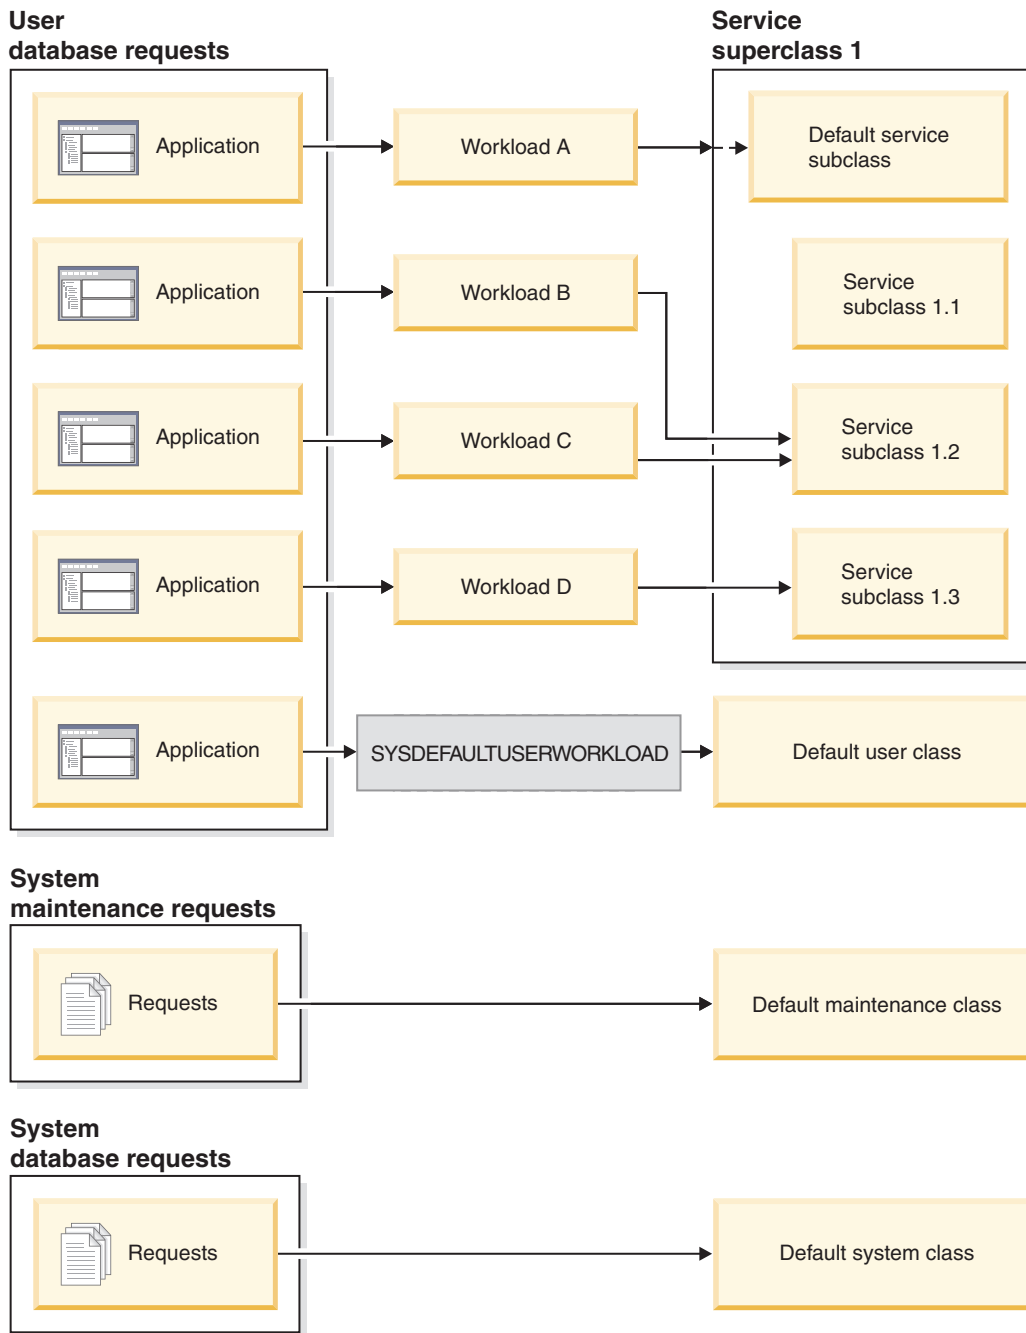 User
database requests
Service
superclass 1
Application
Workload A
Default service
subclass
Application
Workload B
Service
subclass 1.1
Application
Workload C
Service
subclass 1.2
Application
Workload D
Service
subclass 1.3
Application
SYSDEFAULTUSERWORKLOAD
Default user class
System
maintenance requests
Requests
Default maintenance class
System
database requests
Requests
Default system class